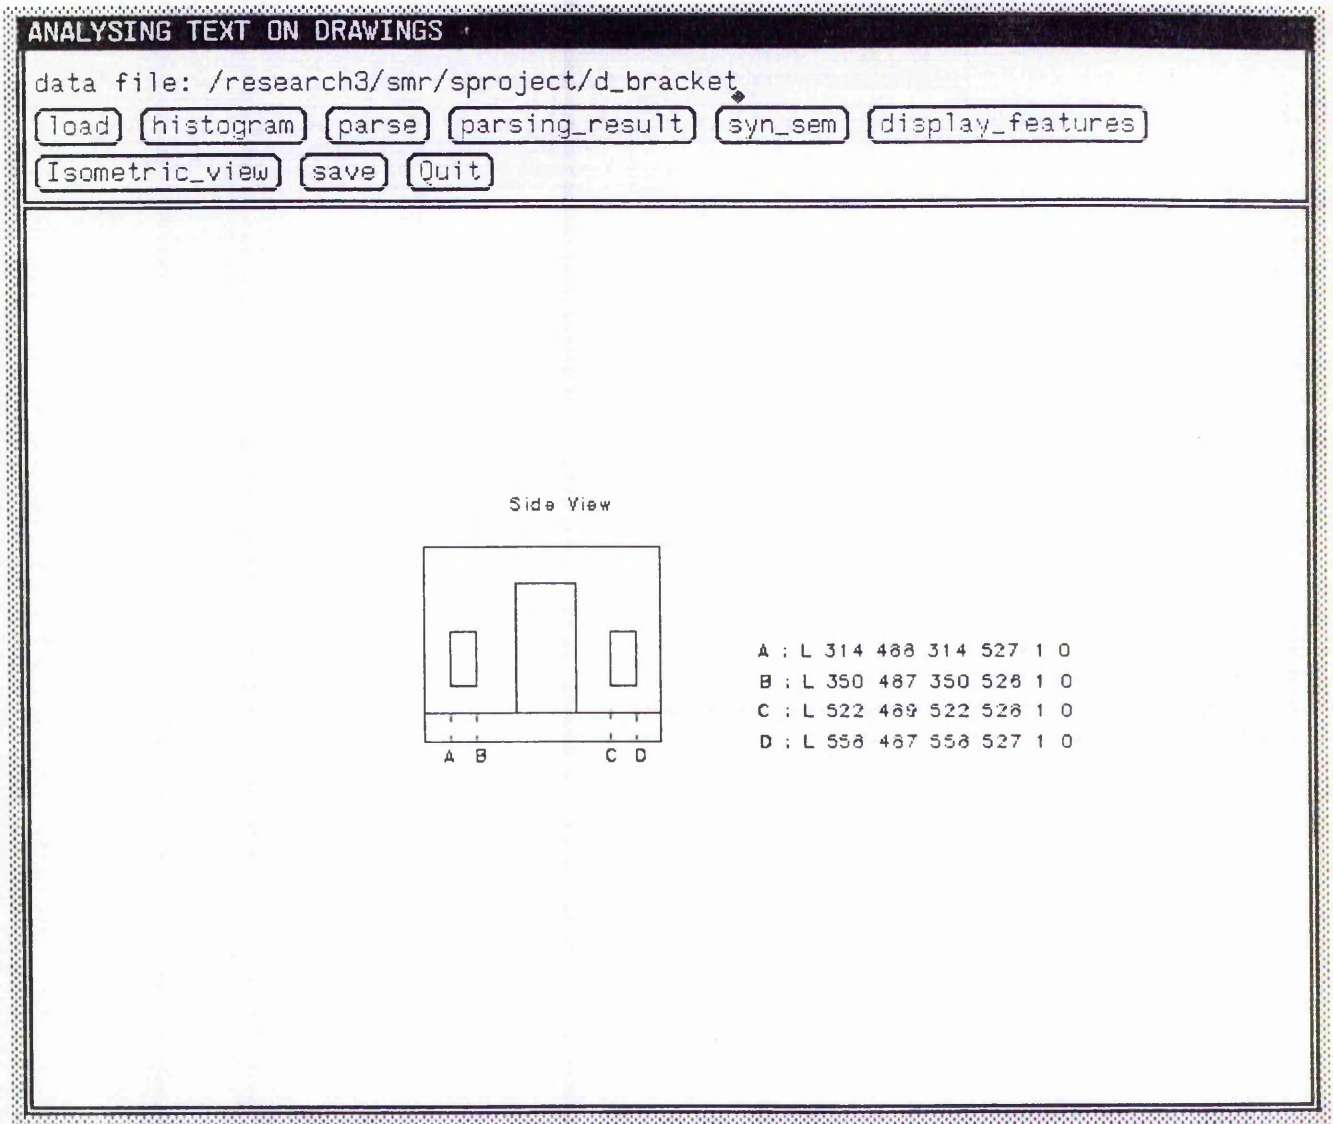 ANALYSING TEXT ON DRAWINGS
data file: /research3/smr/sproject/d_bracket
load histogram parse parsing_result syn_sem display_features
Isometric_view save Quit
Side View
A : L 314 488 314 527 1 0
B : L 350 487 350 528 1 0
C : L 522 489 522 528 1 0
D : L 558 487 558 527 1 0
A B C D